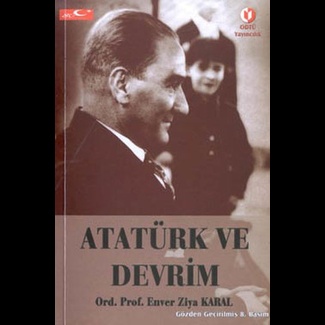 ODTÜ
Yayıncılık
ATATÜRK VE
DEVRİM
Ord. Prof. Enver Ziya KARAL
Gözden Geçirilmiş 8. Basım